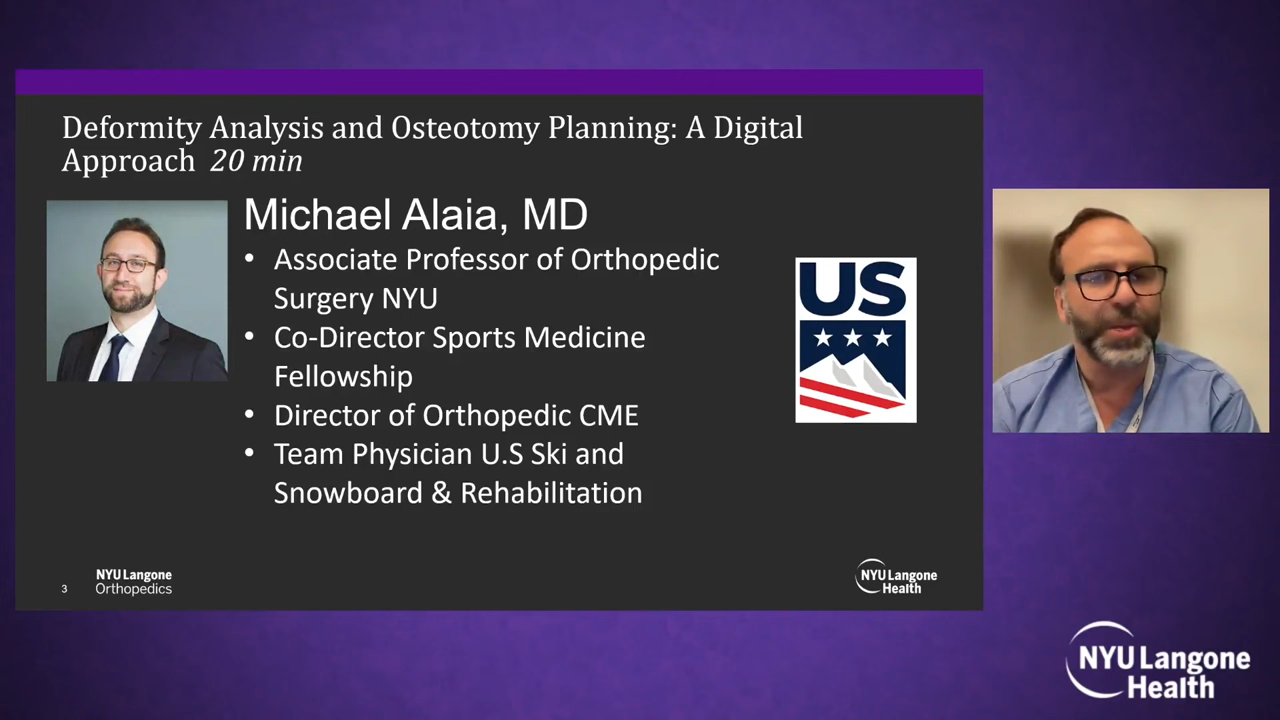 Deformity Analysis and Osteotomy Planning: A Digital
Approach 20 min
Michael Alaia, MD
• Associate Professor of Orthopedic
Surgery NYU
• Co-Director Sports Medicine
Fellowship
• Director of Orthopedic CME
• Team Physician U.S Ski and
Snowboard & Rehabilitation
US
3
NYU Langone
Orthopedics
NYU Langone
Health
NYU Langone
Health